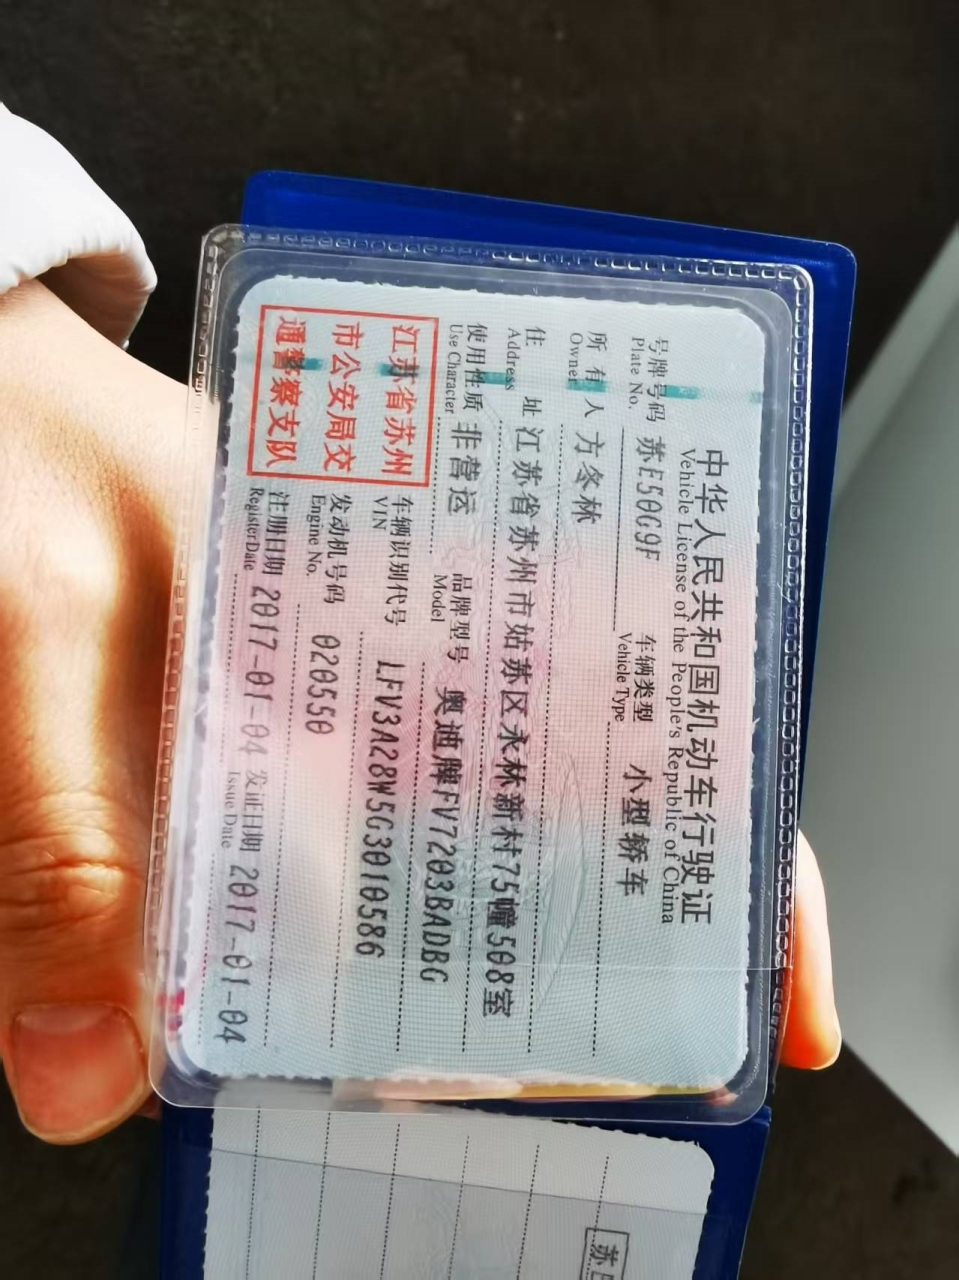 中华人民共和国机动车行驶证
Vehicle License of the People's Republic of China
号牌号码 苏E50G9F 车辆类型 小型轿车
Plate No. Vehicle Type
所有人 方冬林
Owner
住址 江苏省苏州市姑苏区永林新村75幢508室
Address
使用性质 非营运 品牌型号 奥迪牌FV7203BADBG
Use Character Model
江苏省苏州
市公安局交
通警察支队
车辆识别代号 LFV3A28W5G3010586
VIN
发动机号码 020550
Engine No.
注册日期 2017-01-04 发证日期 2017-01-04
Register Date Issue Date
苏E